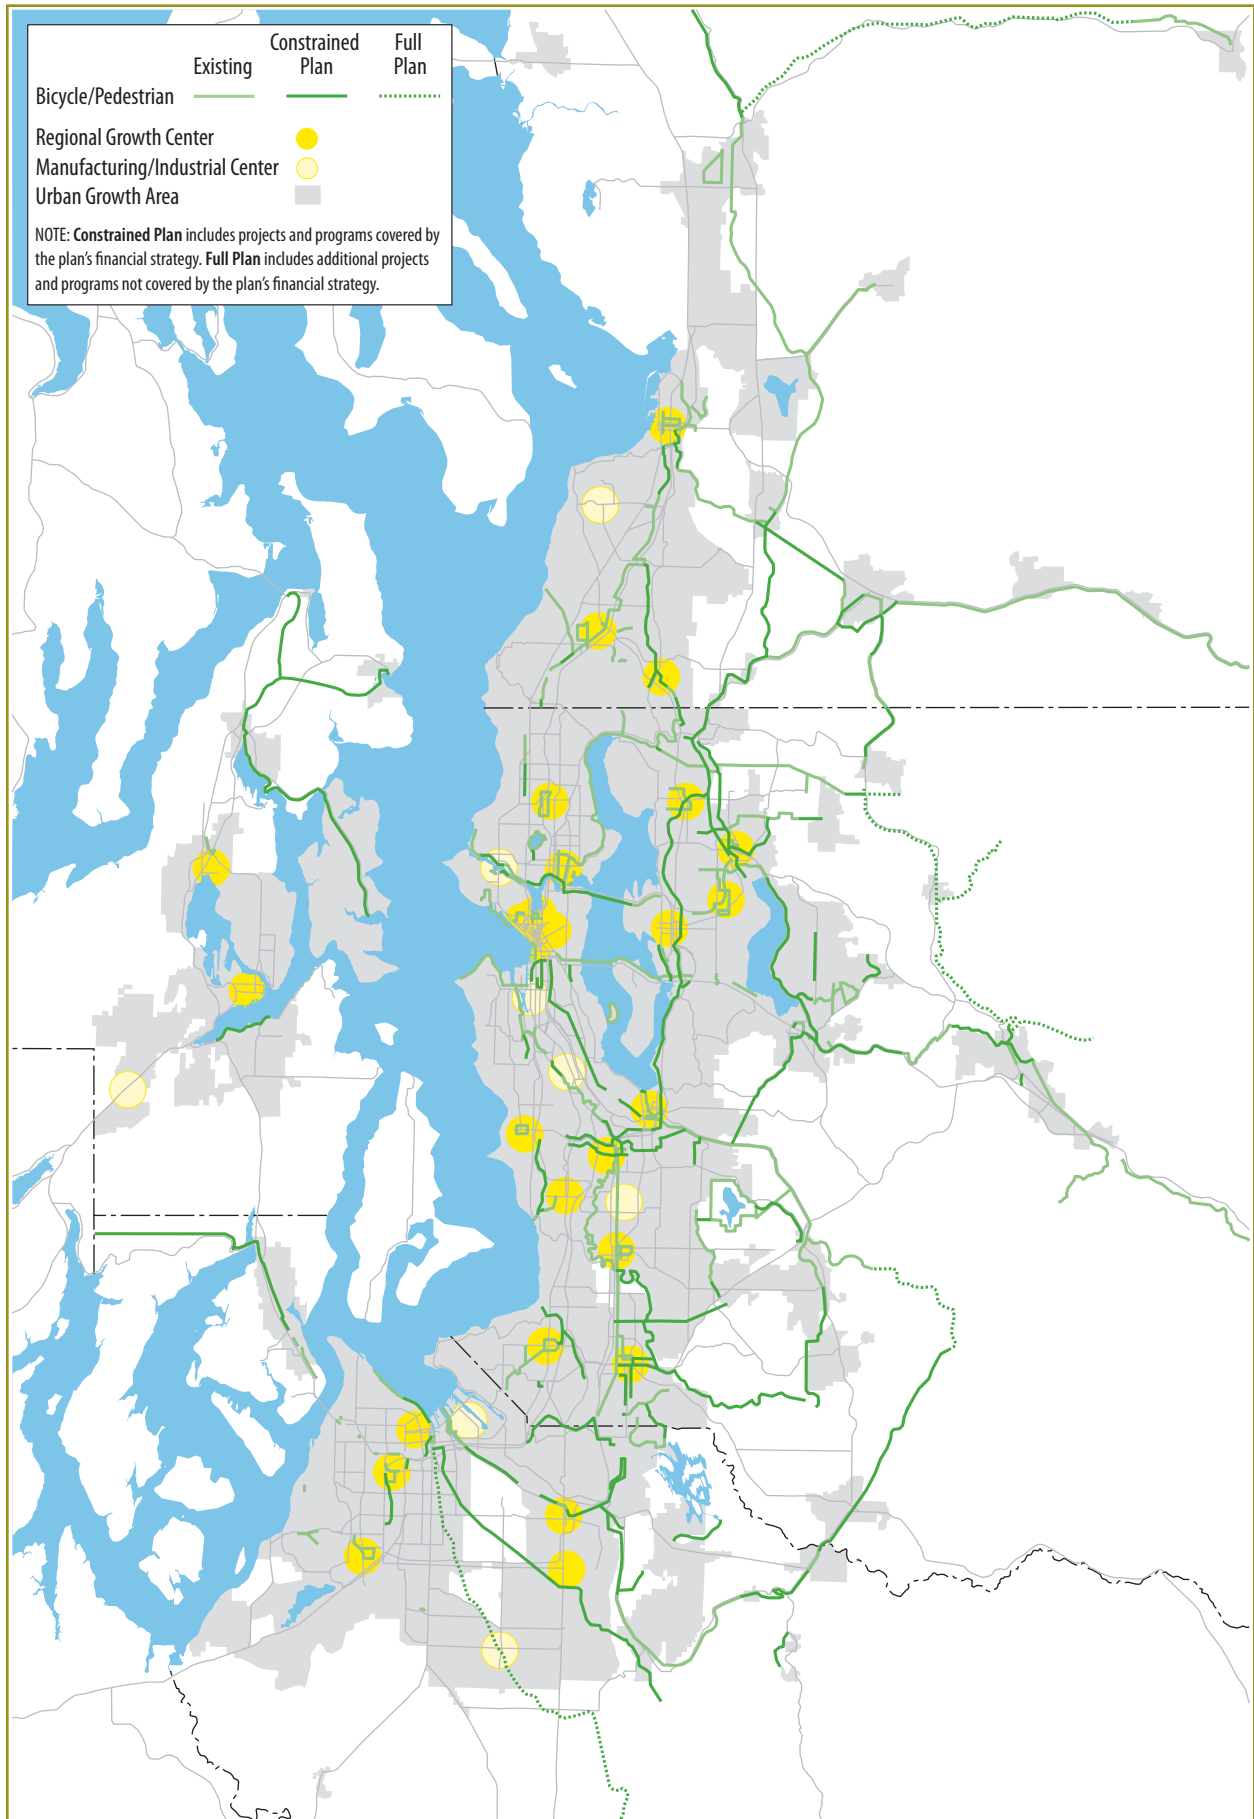 Existing
Constrained
Plan
Full
Plan
Bicycle/Pedestrian
Regional Growth Center
Manufacturing/Industrial Center
Urban Growth Area
NOTE: Constrained Plan includes projects and programs covered by
the plan's financial strategy. Full Plan includes additional projects
and programs not covered by the plan's financial strategy.